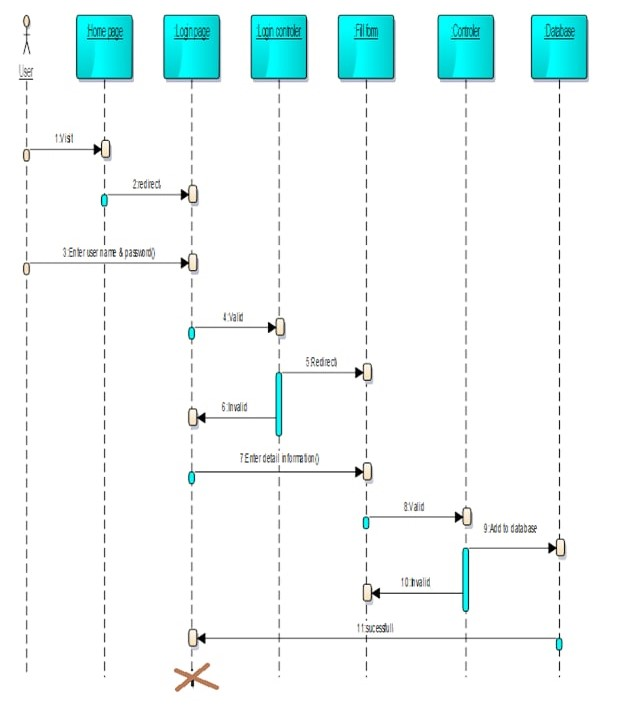 :Home page
:Login page
:Login controler
:Fill form
:Controler
:Database
User
1:Visit
2:redirect
3:Enter user name & password()
4:Valid
5:Redirect()
6:Invalid
7:Enter detail information()
8:Valid
9:Add to database
10:Invalid
11:sucessfull